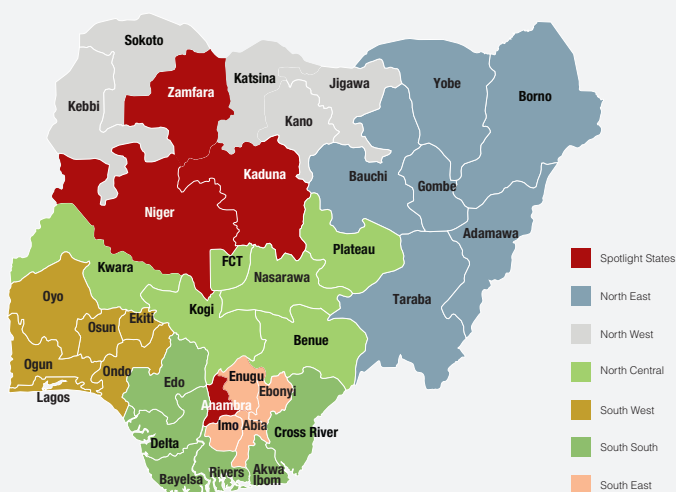 Sokoto
Zamfara
Katsina
Jigawa
Yobe
Borno
Kebbi
Kano
Kaduna
Bauchi
Gombe
Niger
Adamawa
Plateau
Kwara
FCT
Nasarawa
Taraba
Oyo
Kogi
Osun
Ekiti
Benue
Ogun
Ondo
Lagos
Edo
Enugu
Ebonyi
Anambra
Imo
Abia
Cross River
Delta
Bayelsa
Rivers
Akwa
Ibom
Spotlight States
North East
North West
North Central
South West
South South
South East